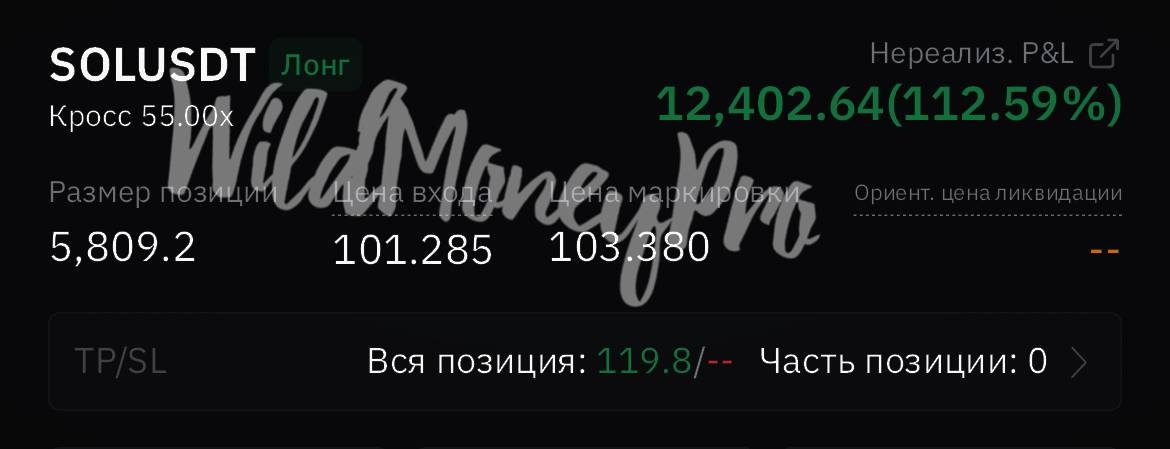 SOLUSDT Лонг
Кросс 55.00x
Нереализ. P&L
12,402.64(112.59%)
WildMoneyPro
Размер позиции Цена входа Цена маркировки Ориент. цена ликвидации
5,809.2 101.285 103.380 --
TP/SL Вся позиция: 119.8/-- Часть позиции: 0